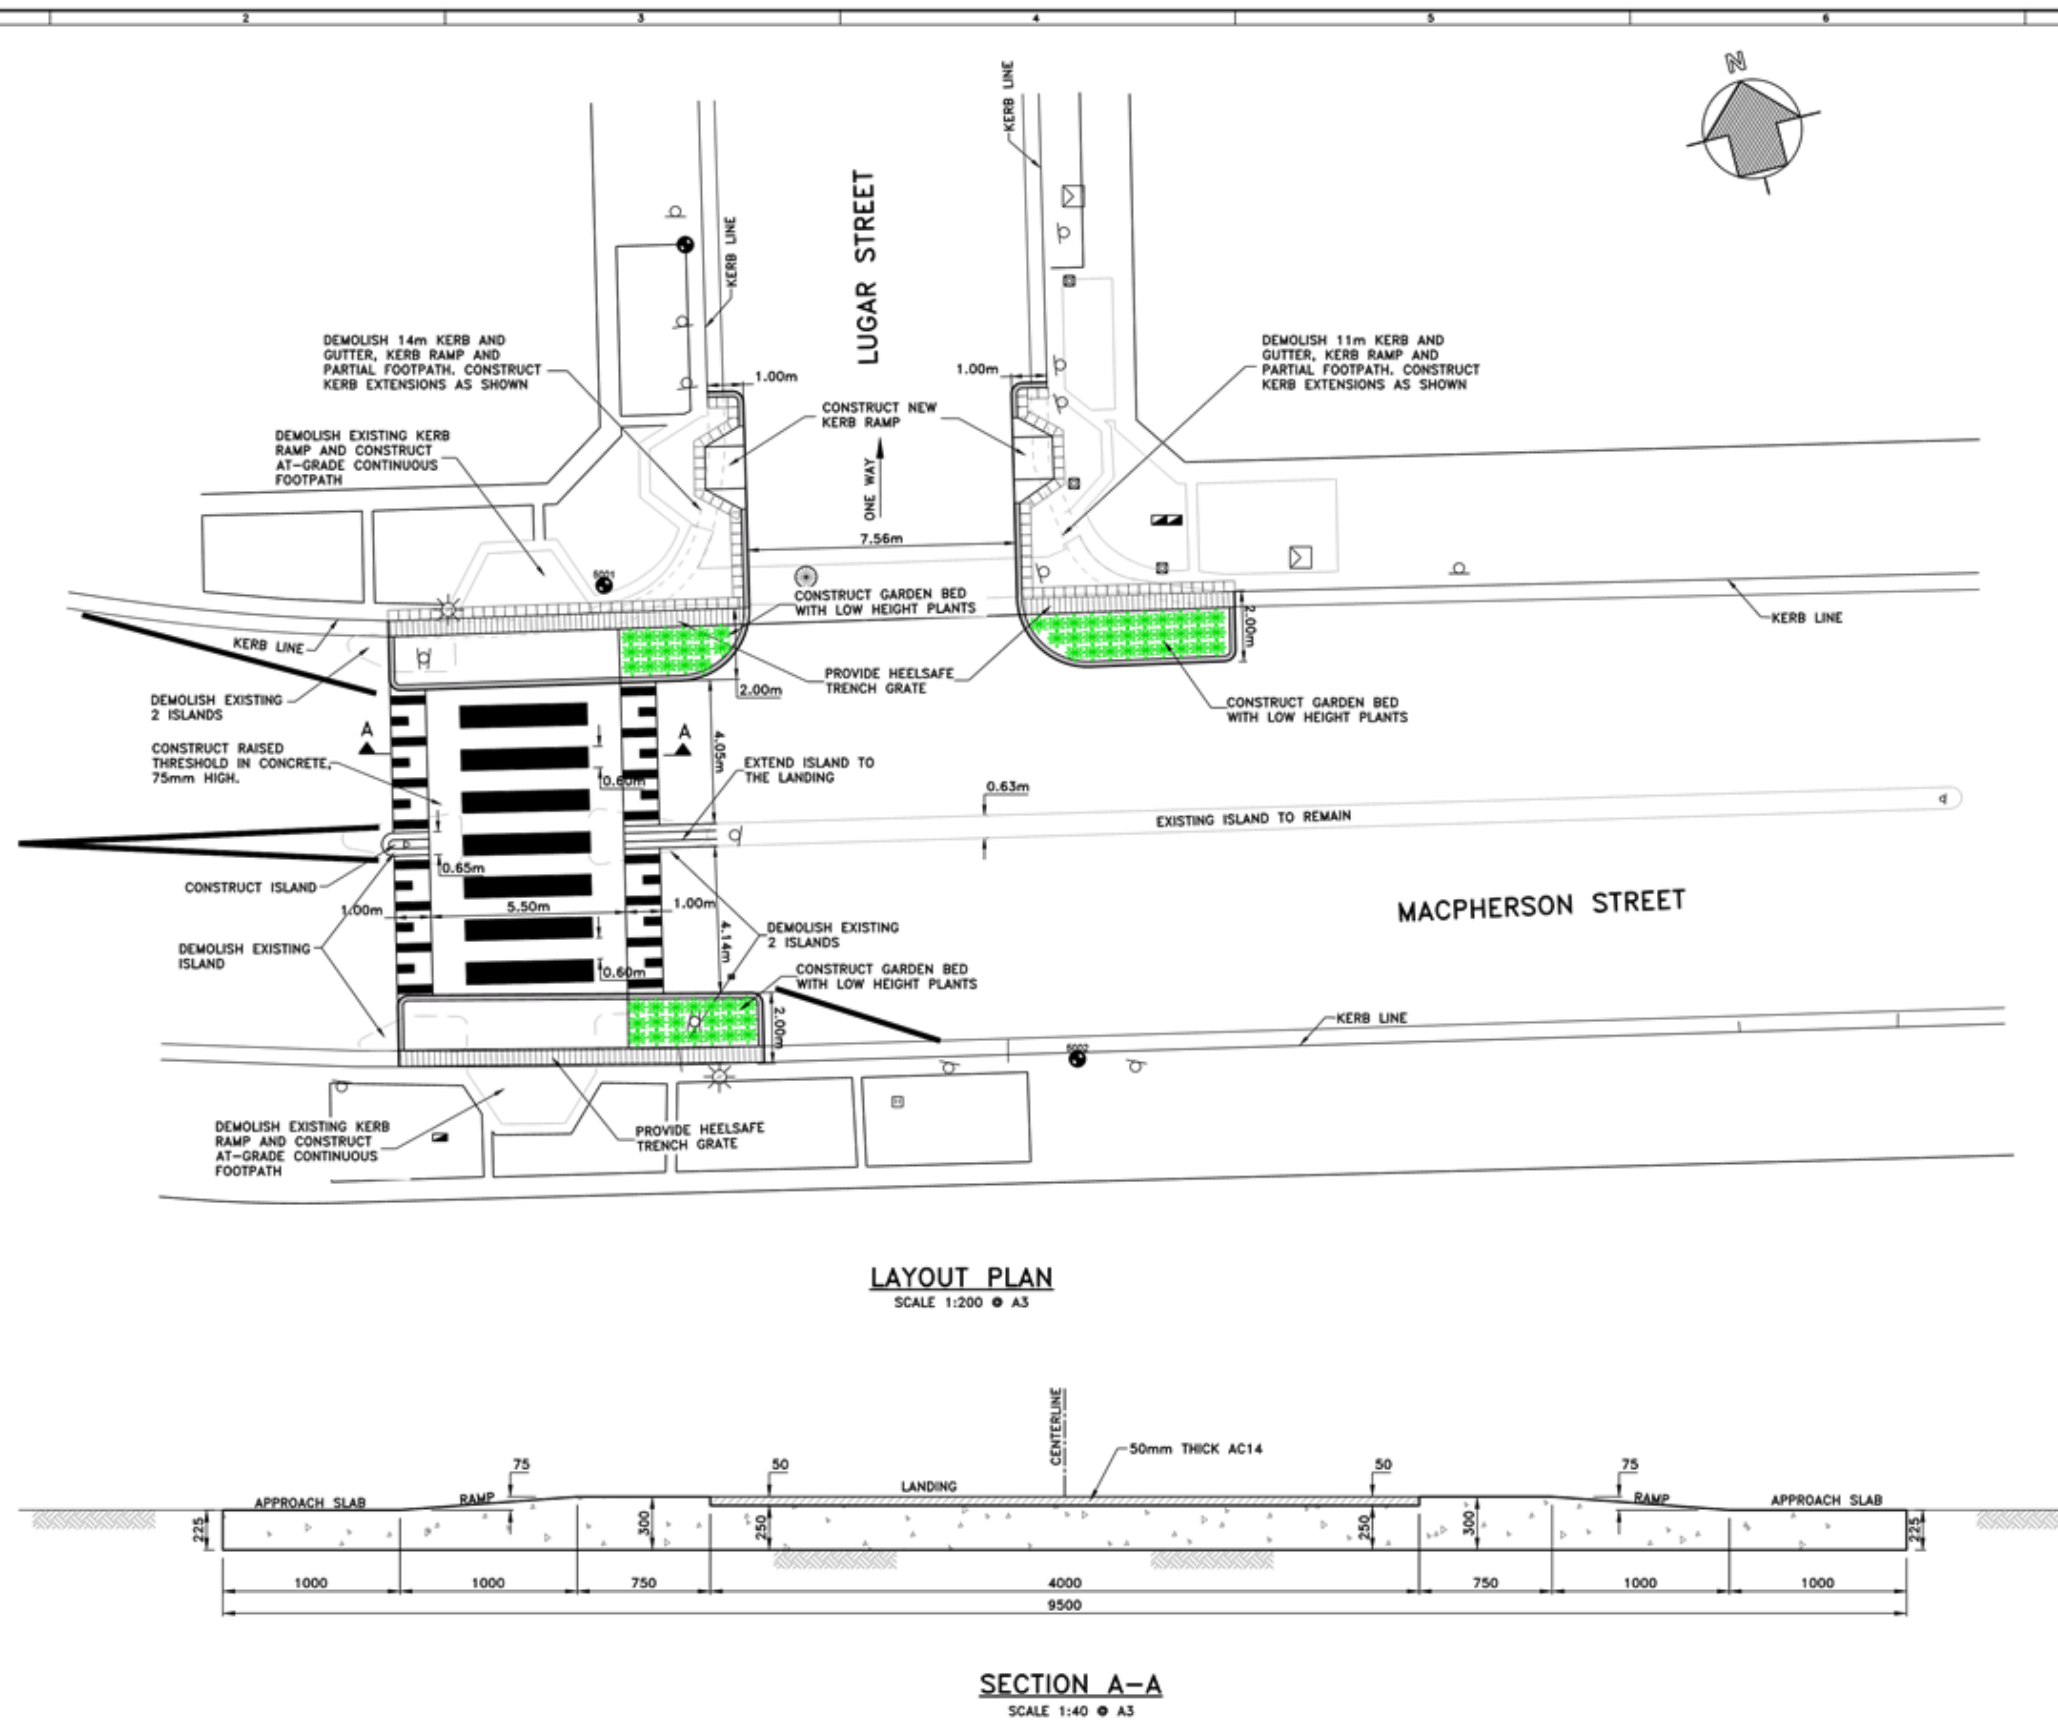 2
3
4
5
6
N
KERB LINE
LUGAR STREET
KERB LINE
DEMOLISH 14m KERB AND
GUTTER, KERB RAMP AND
PARTIAL FOOTPATH. CONSTRUCT
KERB EXTENSIONS AS SHOWN
DEMOLISH 11m KERB AND
GUTTER, KERB RAMP AND
PARTIAL FOOTPATH. CONSTRUCT
KERB EXTENSIONS AS SHOWN
1.00m
1.00m
CONSTRUCT NEW
KERB RAMP
DEMOLISH EXISTING KERB
RAMP AND CONSTRUCT
AT-GRADE CONTINUOUS
FOOTPATH
ONE WAY
7.56m
5001
CONSTRUCT GARDEN BED
WITH LOW HEIGHT PLANTS
KERB LINE
2.00m
KERB LINE
PROVIDE HEELSAFE
TRENCH GRATE
2.00m
DEMOLISH EXISTING
2 ISLANDS
CONSTRUCT GARDEN BED
WITH LOW HEIGHT PLANTS
A
A
CONSTRUCT RAISED
THRESHOLD IN CONCRETE,
75mm HIGH.
4.05m
EXTEND ISLAND TO
THE LANDING
0.60m
0.63m
EXISTING ISLAND TO REMAIN
0.65m
CONSTRUCT ISLAND
1.00m
5.50m
1.00m
MACPHERSON STREET
DEMOLISH EXISTING
ISLAND
4.14m
DEMOLISH EXISTING
2 ISLANDS
0.60m
CONSTRUCT GARDEN BED
WITH LOW HEIGHT PLANTS
2.00m
KERB LINE
5002
DEMOLISH EXISTING KERB
RAMP AND CONSTRUCT
AT-GRADE CONTINUOUS
FOOTPATH
PROVIDE HEELSAFE
TRENCH GRATE
LAYOUT PLAN
SCALE 1:200 @ A3
CENTERLINE
50mm THICK AC14
75
50
LANDING
50
75
APPROACH SLAB
RAMP
RAMP
APPROACH SLAB
225
300
250
250
300
225
1000
1000
750
4000
750
1000
1000
9500
SECTION A-A
SCALE 1:40 @ A3